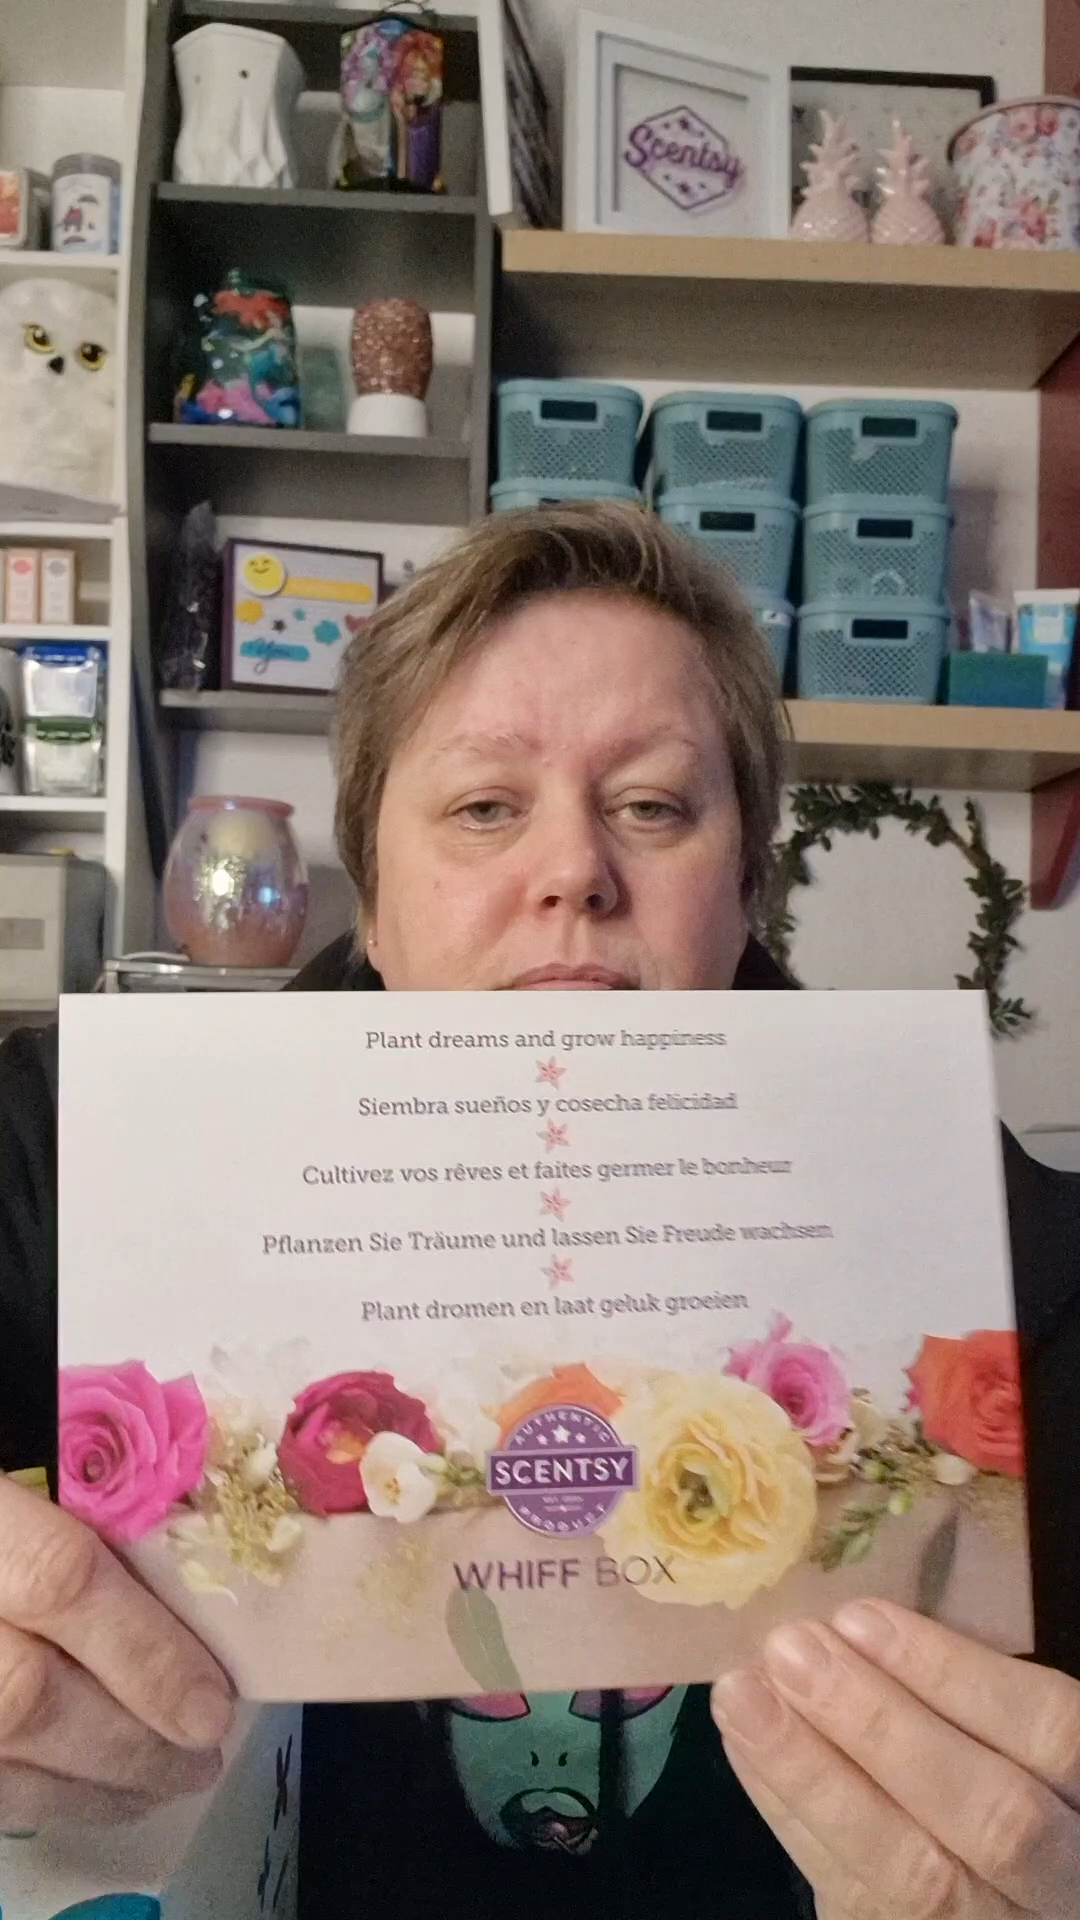 Scentsy
you
Plant dreams and grow happiness
Siembra sueños y cosecha felicidad
Cultivez vos rêves et faites germer le bonheur
Pflanzen Sie Träume und lassen Sie Freude wachsen
Plant dromen en laat geluk groeien
AUTHENTIC
SCENTSY
PRODUCT
WHIFF BOX